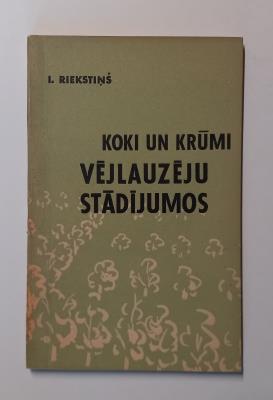 I. RIEKSTIŅŠ
KOKI UN KRŪMI
VĒJLAUZĒJU
STĀDĪJUMOS